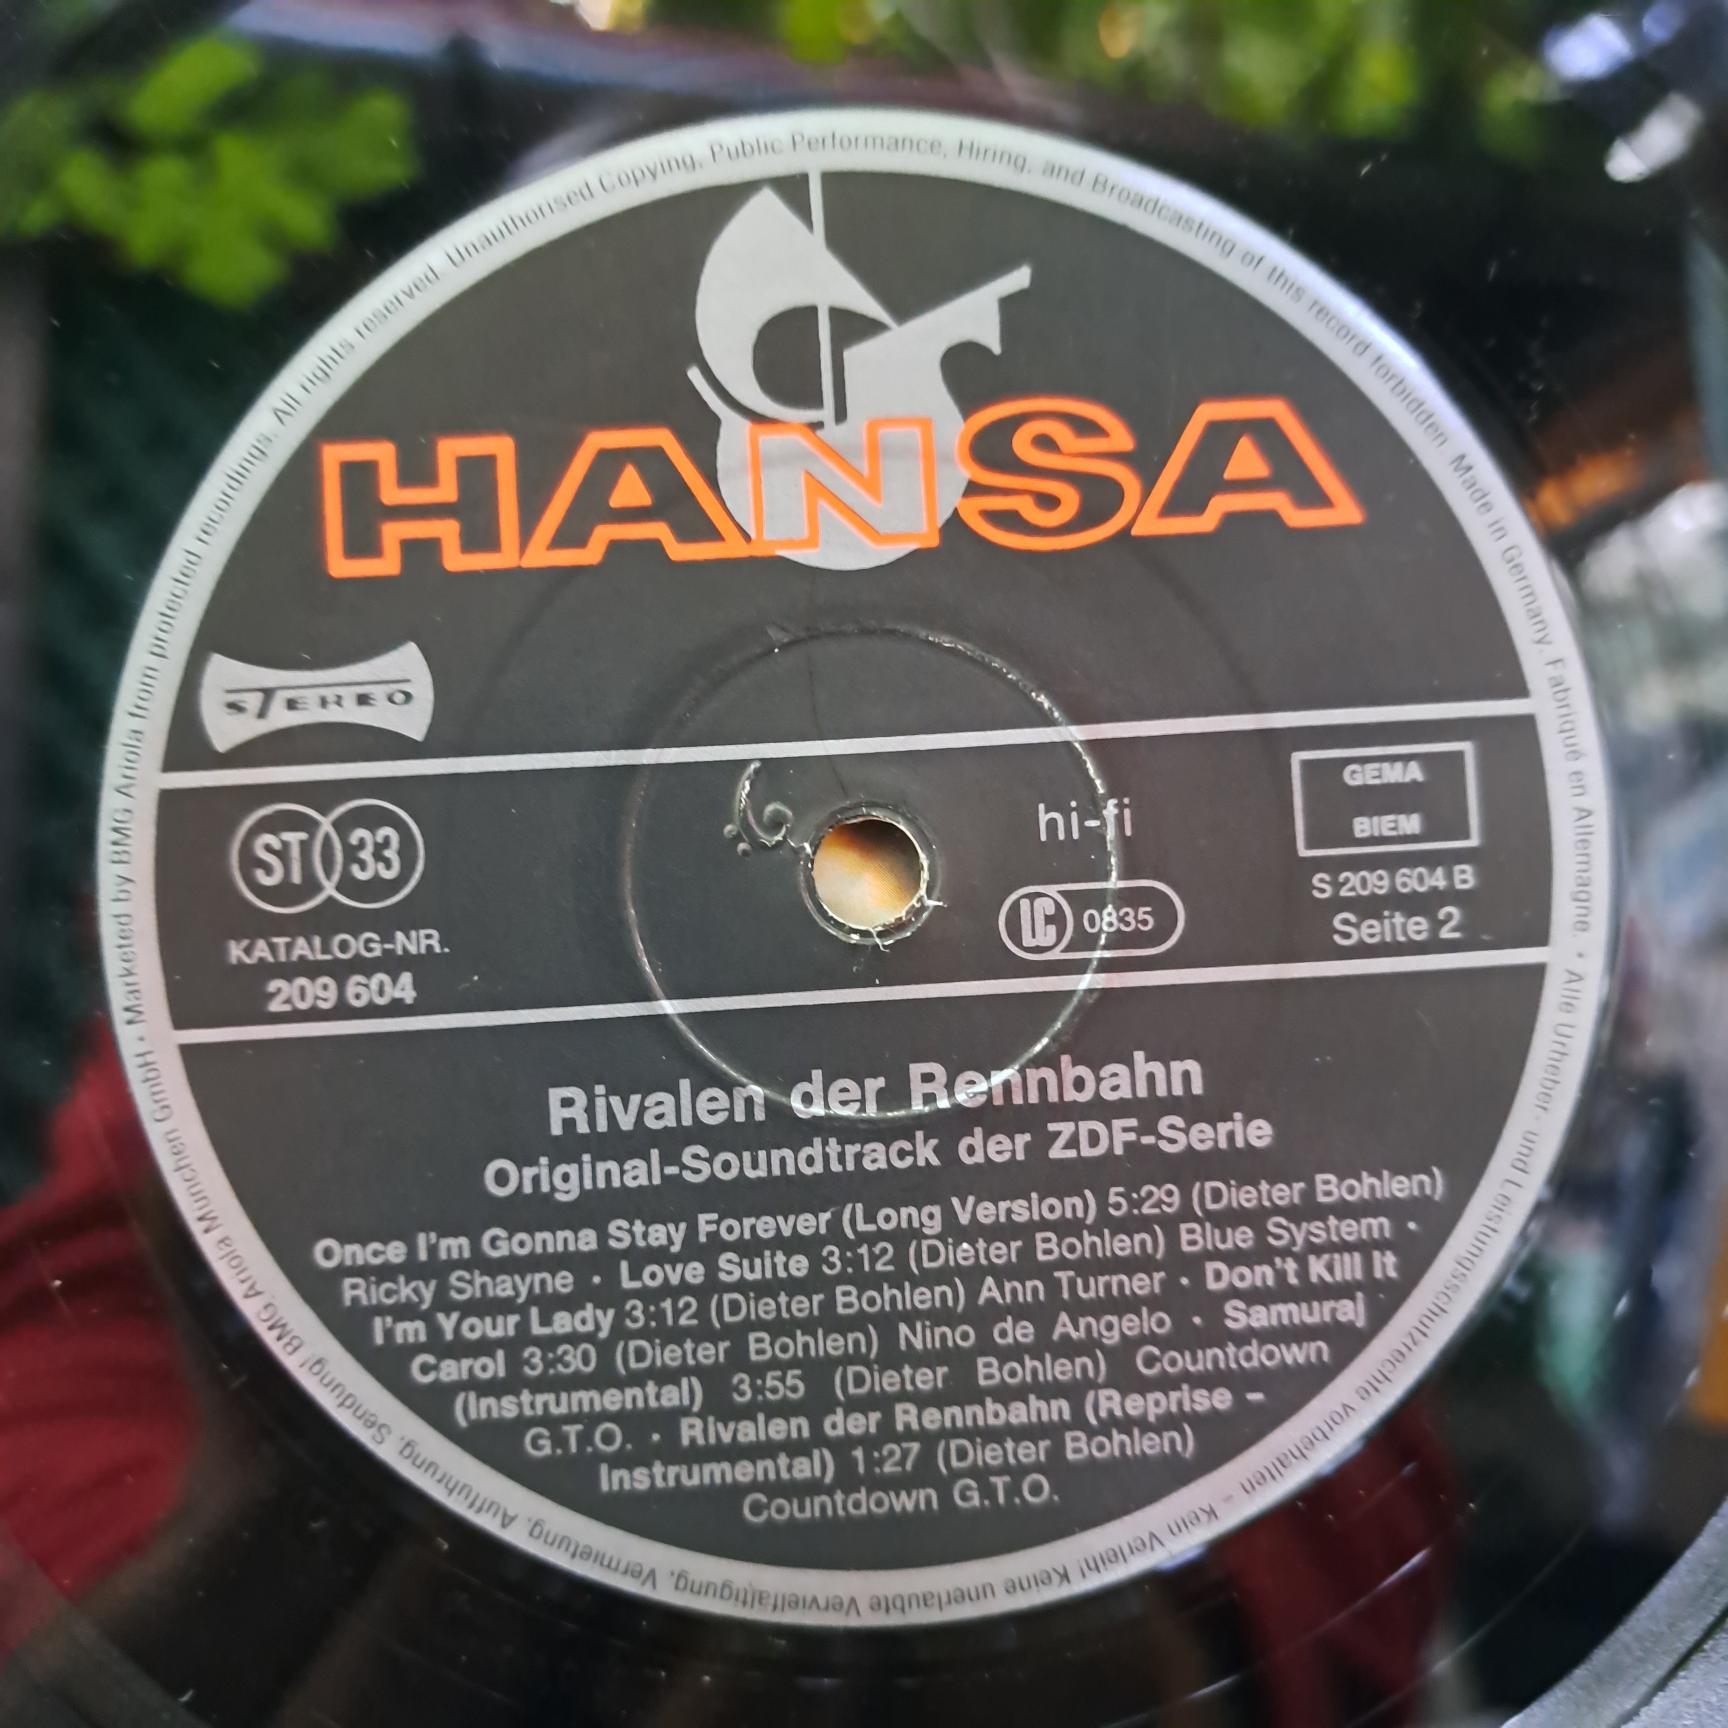 HANSA
STEREO
ST 33
KATALOG-NR.
209 604
hi-fi
LC 0835
GEMA
BIEM
S 209 604 B
Seite 2
Rivalen der Rennbahn
Original-Soundtrack der ZDF-Serie
Once I'm Gonna Stay Forever (Long Version) 5:29 (Dieter Bohlen)
Ricky Shayne · Love Suite 3:12 (Dieter Bohlen) Blue System ·
I'm Your Lady 3:12 (Dieter Bohlen) Ann Turner · Don't Kill It
Carol 3:30 (Dieter Bohlen) Nino de Angelo · Samuraj
(Instrumental) 3:55 (Dieter Bohlen) Countdown
G.T.O. · Rivalen der Rennbahn (Reprise –
Instrumental) 1:27 (Dieter Bohlen)
Countdown G.T.O.
Marketed by BMG Ariola from protected recordings. All rights reserved. Unauthorised Copying, Public Performance, Hiring, and Broadcasting of this record forbidden. Made in Germany. Fabriqué en Allemagne. · Alle Urheber- und Leistungsschutzrechte vorbehalten – Kein Verleih! Keine unerlaubte Vervielfältigung, Vermietung, Aufführung, Sendung! BMG Ariola München GmbH ·